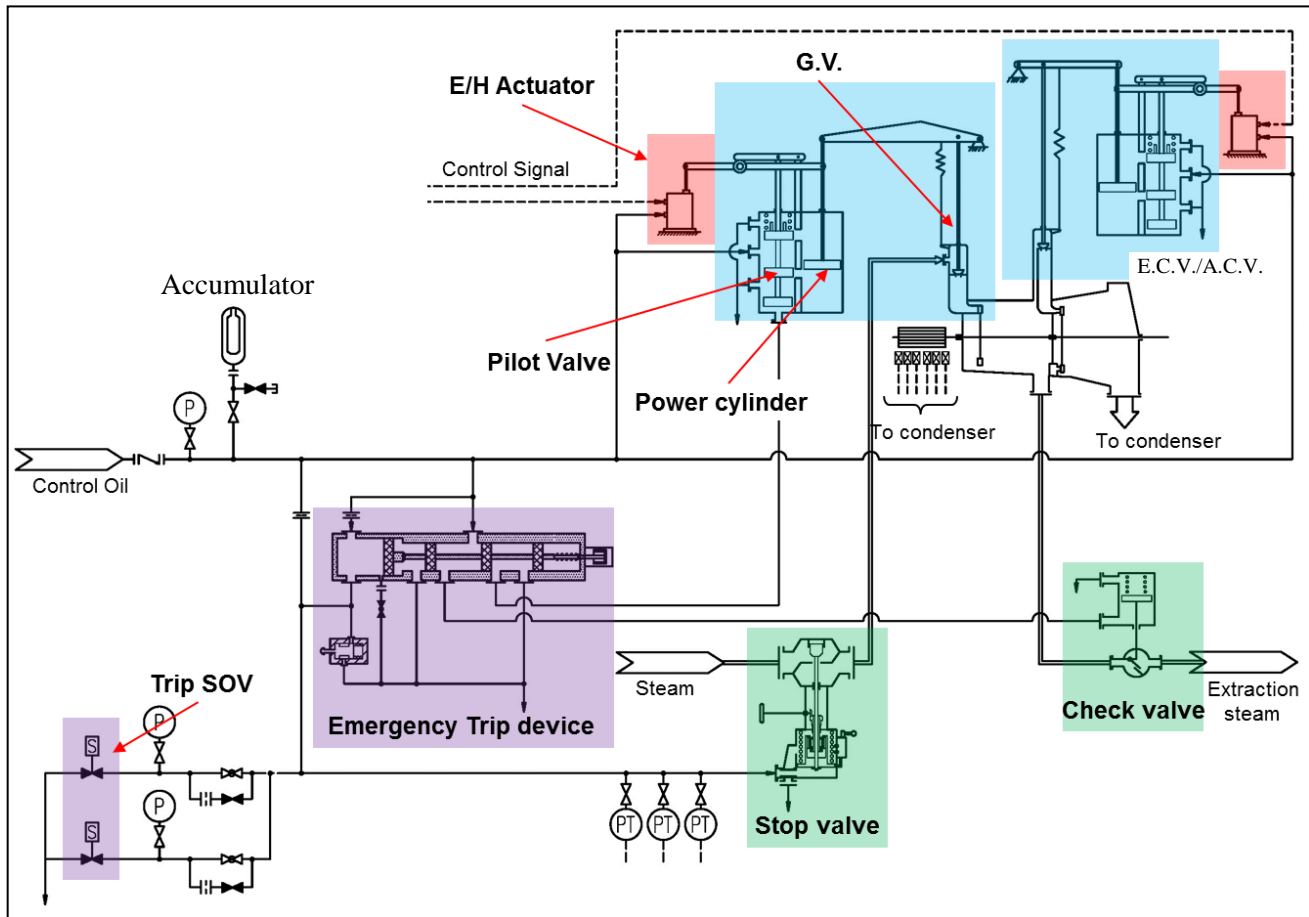 G.V.
E/H Actuator
Control Signal
E.C.V./A.C.V.
Accumulator
Pilot Valve
Power cylinder
To condenser
To condenser
P
Control Oil
Trip SOV
Emergency Trip device
Steam
Check valve
Extraction
steam
S
P
S
P
PT
PT
PT
Stop valve